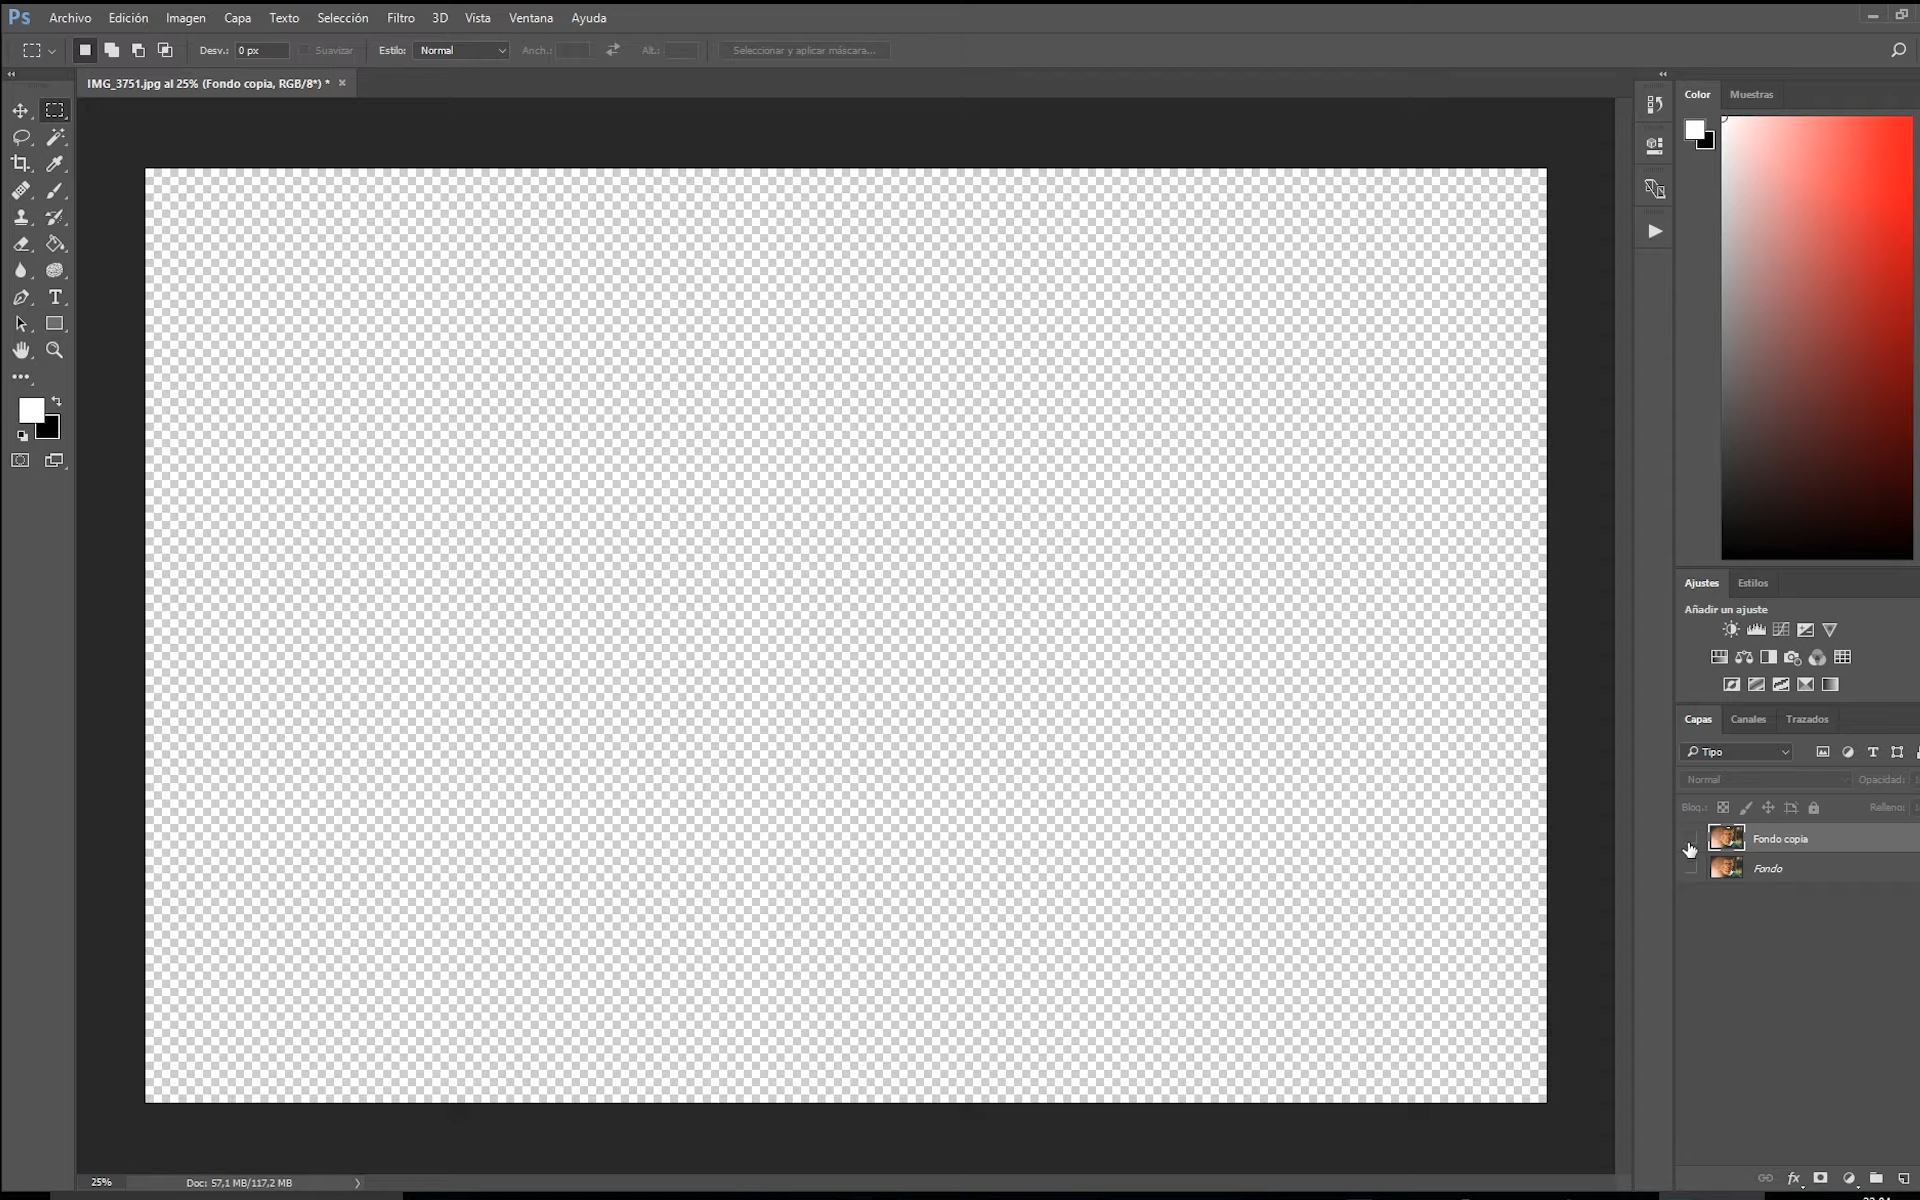 Ps Archivo Edición Imagen Capa Texto Selección Filtro 3D Vista Ventana Ayuda
Desv.: 0 px Suavizar Estilo: Normal Anch.: Alt.: Seleccionar y aplicar máscara...
IMG_3751.jpg al 25% (Fondo copia, RGB/8*) *
Color Muestras
Ajustes Estilos
Añadir un ajuste
Capas Canales Trazados
Tipo
Normal Opacidad:
Bloq.: Relleno:
Fondo copia
Fondo
fx
25% Doc: 57,1 MB/117,2 MB